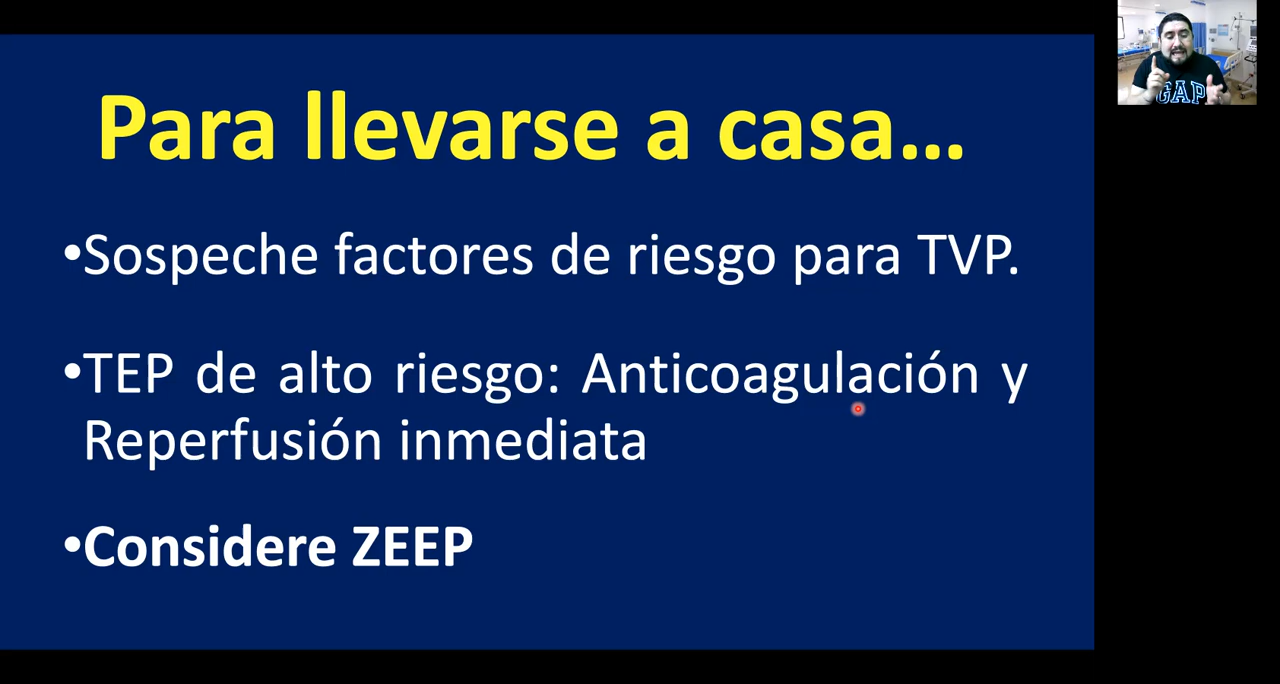 Para llevarse a casa...
•Sospeche factores de riesgo para TVP.
•TEP de alto riesgo: Anticoagulación y
Reperfusión inmediata
•Considere ZEEP
GAP